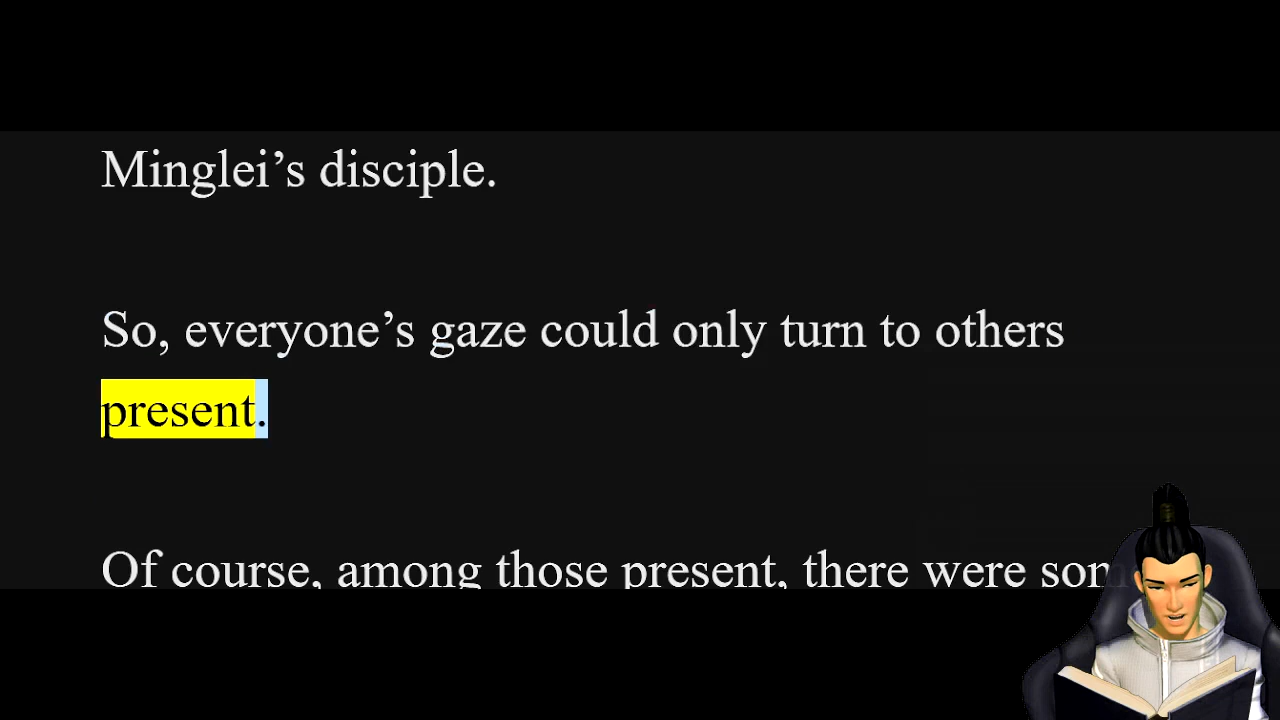 Minglei’s disciple.
So, everyone’s gaze could only turn to others
present.
Of course, among those present, there were